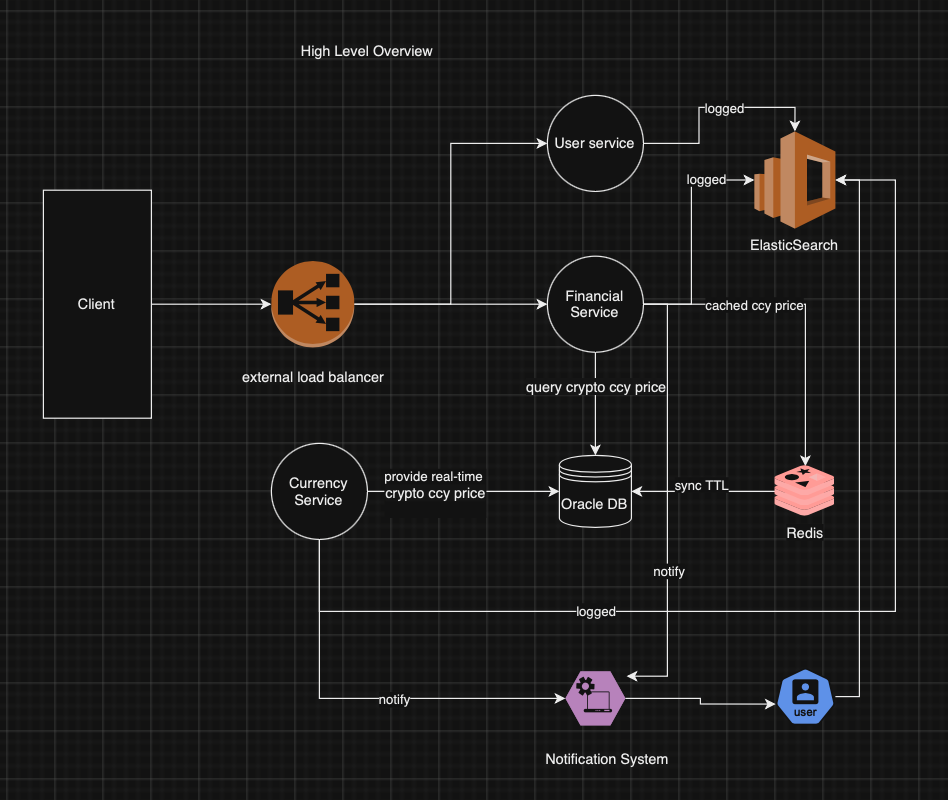 High Level Overview
logged
User service
logged
ElasticSearch
Client
Financial
Service
cached ccy price
external load balancer
query crypto ccy price
Currency
Service
provide real-time
crypto ccy price
Oracle DB
sync TTL
Redis
notify
logged
notify
user
Notification System